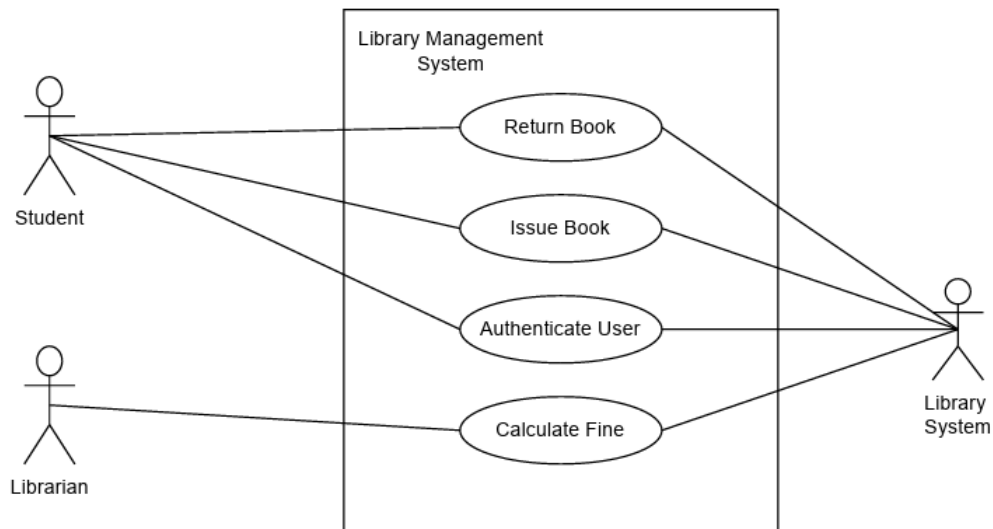 Library Management
System
Return Book
Student
Issue Book
Authenticate User
Library
System
Calculate Fine
Librarian